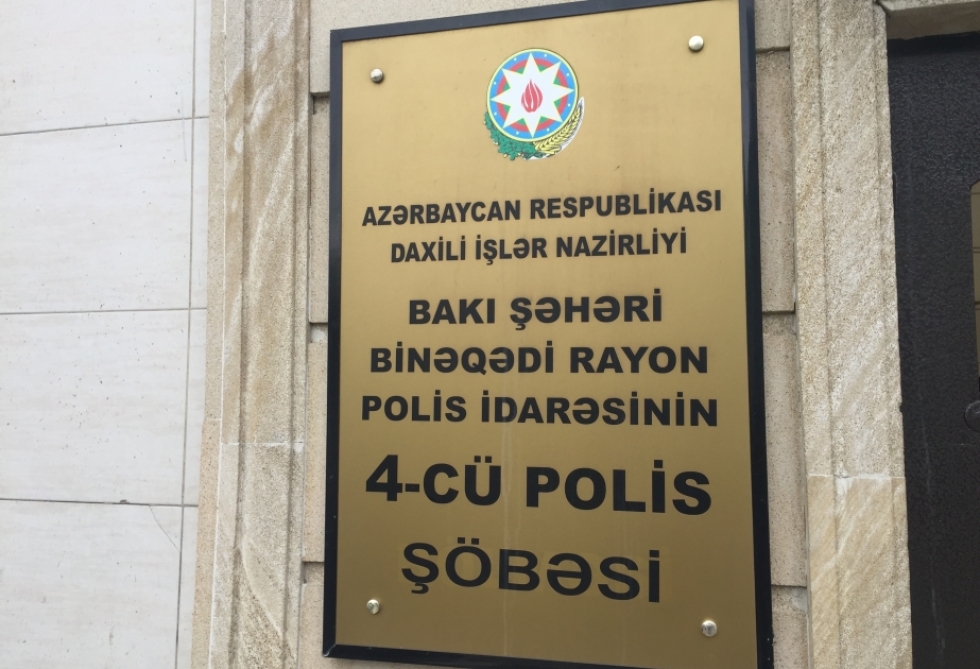 AZƏRBAYCAN RESPUBLİKASI
DAXİLİ İŞLƏR NAZİRLİYİ
BAKI ŞƏHƏRİ
BİNƏQƏDİ RAYON
POLİS İDARƏSİNİN
4-CÜ POLİS
ŞÖBƏSİ